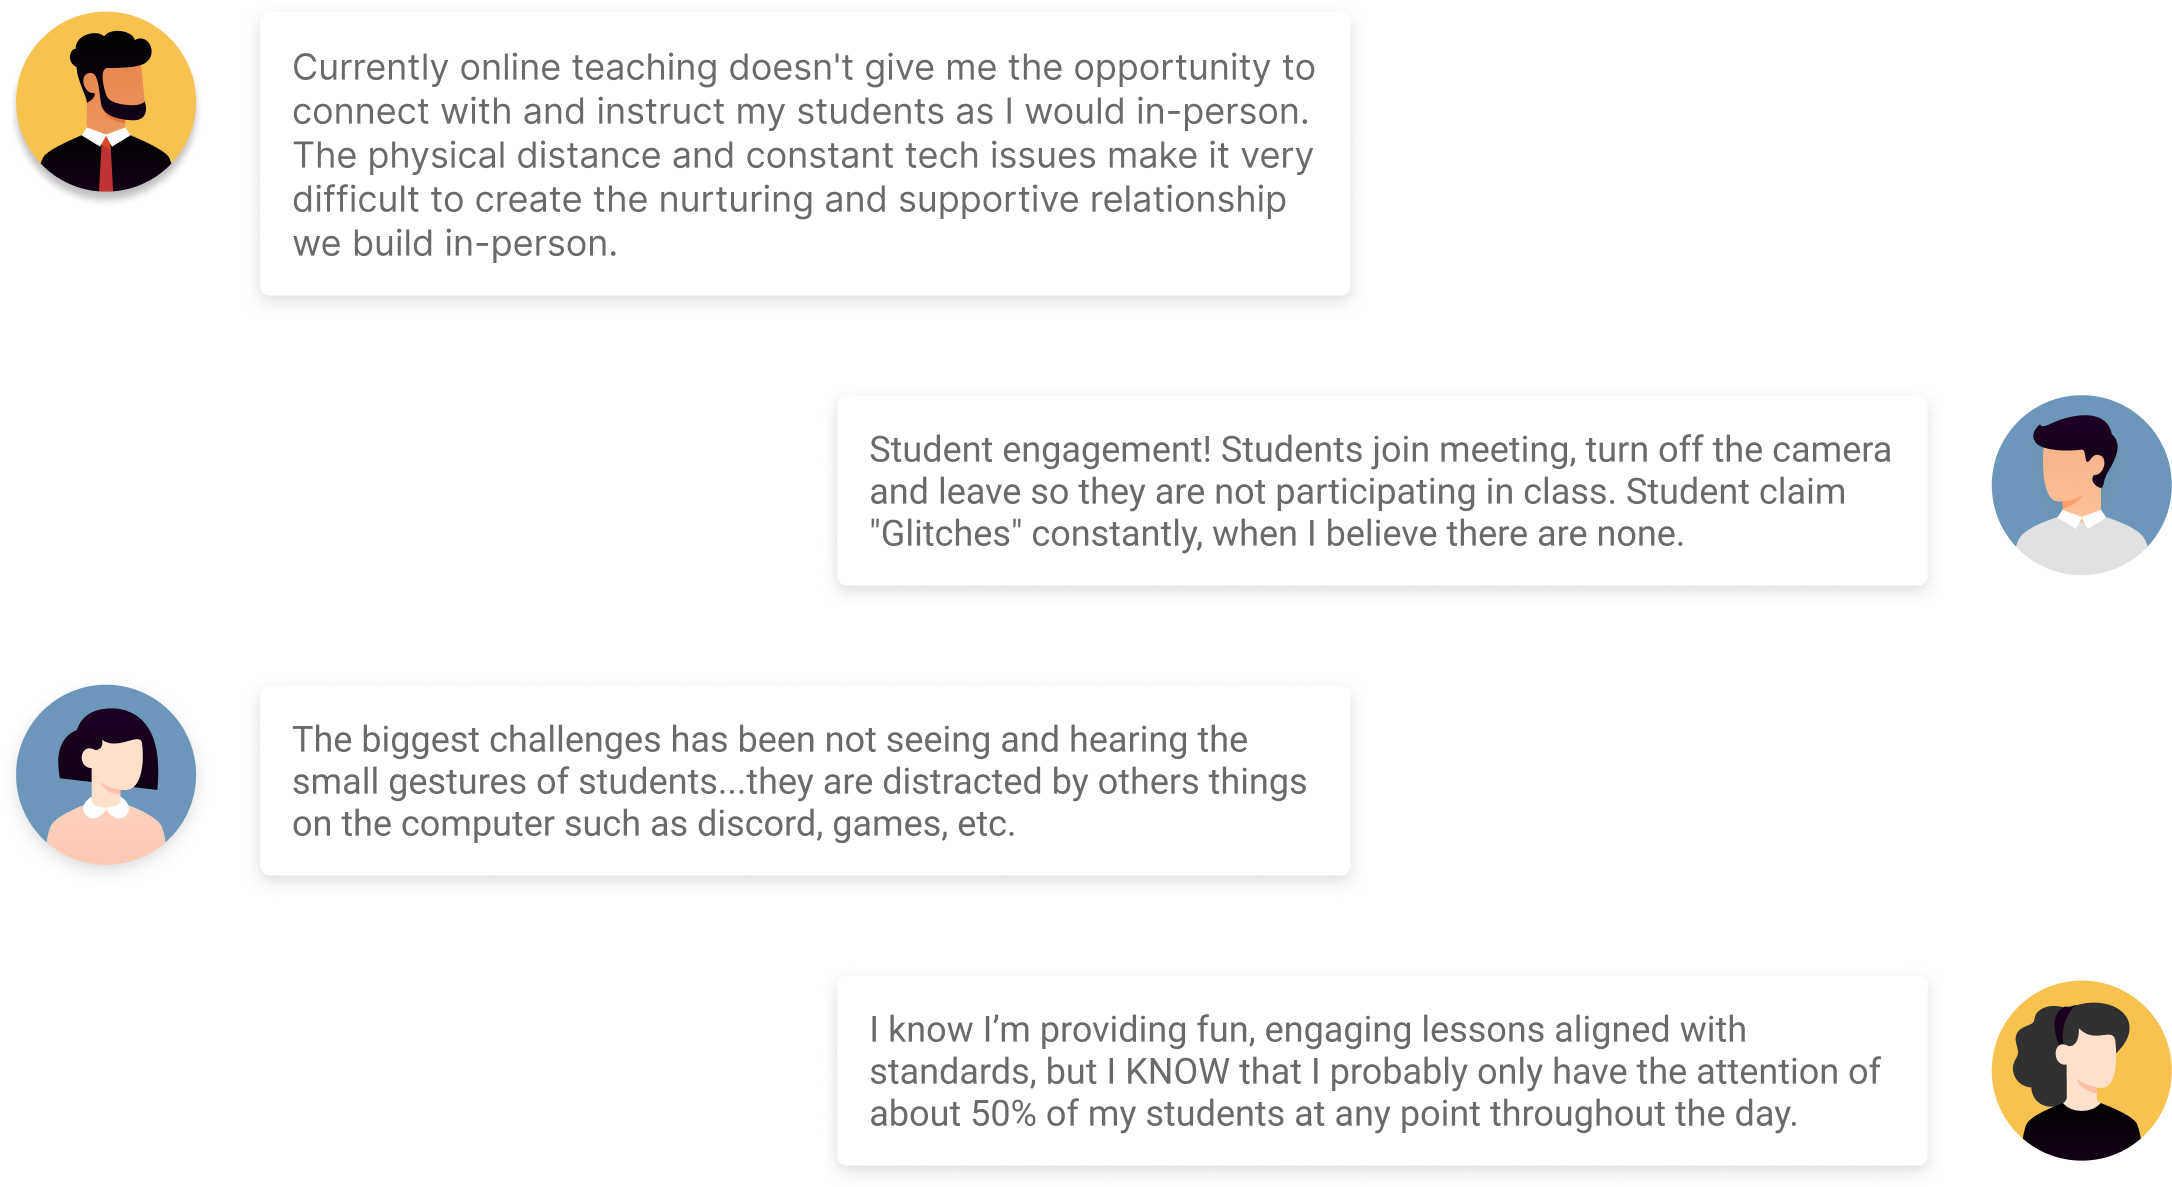 Currently online teaching doesn't give me the opportunity to
connect with and instruct my students as I would in-person.
The physical distance and constant tech issues make it very
difficult to create the nurturing and supportive relationship
we build in-person.
Student engagement! Students join meeting, turn off the camera
and leave so they are not participating in class. Student claim
"Glitches" constantly, when I believe there are none.
The biggest challenges has been not seeing and hearing the
small gestures of students...they are distracted by others things
on the computer such as discord, games, etc.
I know I’m providing fun, engaging lessons aligned with
standards, but I KNOW that I probably only have the attention of
about 50% of my students at any point throughout the day.